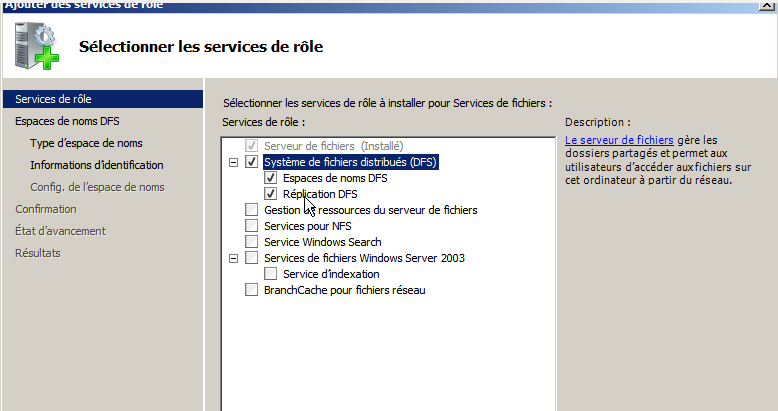 Ajouter des services de rôle
Sélectionner les services de rôle
Services de rôle
Espaces de noms DFS
Type d'espace de noms
Informations d'identification
Config. de l'espace de noms
Confirmation
État d'avancement
Résultats
Sélectionner les services de rôle à installer pour Services de fichiers :
Services de rôle :
Serveur de fichiers (Installé)
Système de fichiers distribués (DFS)
Espaces de noms DFS
Réplication DFS
Gestion ressources du serveur de fichiers
Services pour NFS
Service Windows Search
Services de fichiers Windows Server 2003
Service d'indexation
BranchCache pour fichiers réseau
Description :
Le serveur de fichiers gère les
dossiers partagés et permet aux
utilisateurs d'accéder aux fichiers sur
cet ordinateur à partir du réseau.